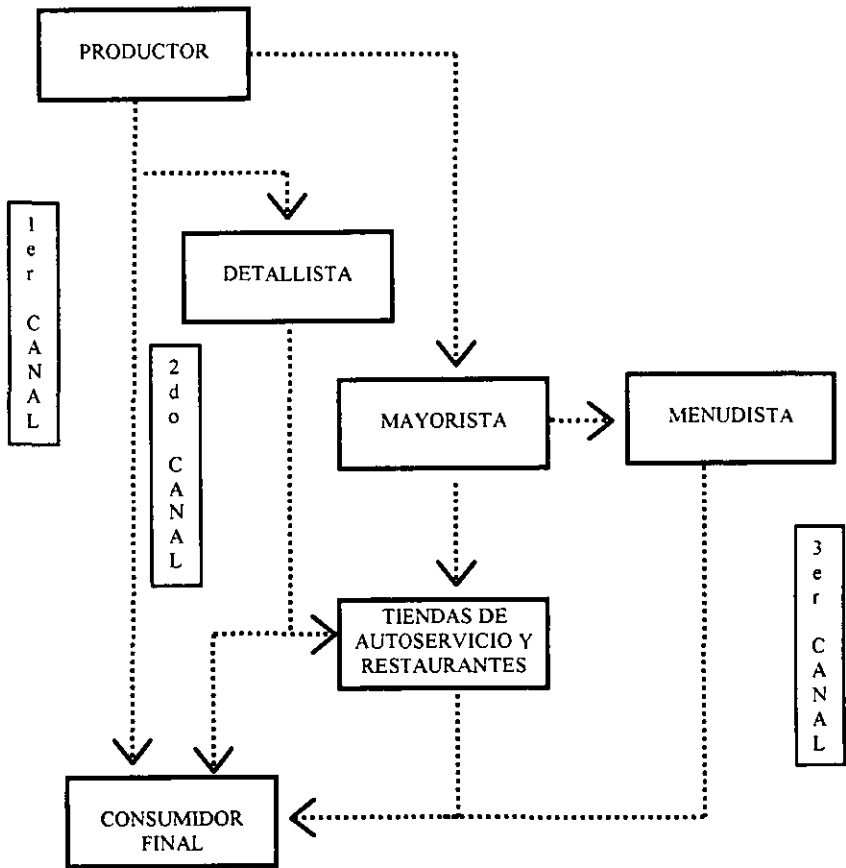 PRODUCTOR
1er CANAL
DETALLISTA
2do CANAL
MAYORISTA
MENUDISTA
3er CANAL
TIENDAS DE
AUTOSERVICIO Y
RESTAURANTES
CONSUMIDOR
FINAL